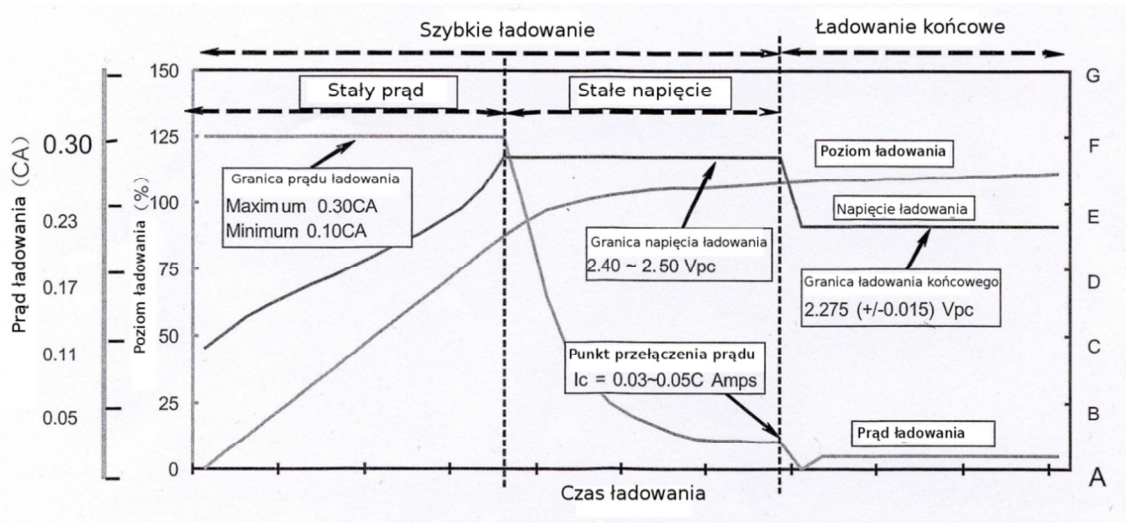 Szybkie ładowanie
Ładowanie końcowe
Stały prąd
Stałe napięcie
Prąd ładowania (CA)
0.30
0.23
0.17
0.11
0.05
Poziom ładowania (%)
150
125
100
75
50
25
0
Granica prądu ładowania
Maximum 0.30CA
Minimum 0.10CA
Granica napięcia ładowania
2.40 ~ 2.50 Vpc
Punkt przełączenia prądu
Ic = 0.03~0.05C Amps
Poziom ładowania
Napięcie ładowania
Granica ładowania końcowego
2.275 (+/-0.015) Vpc
Prąd ładowania
G
F
E
D
C
B
A
Czas ładowania